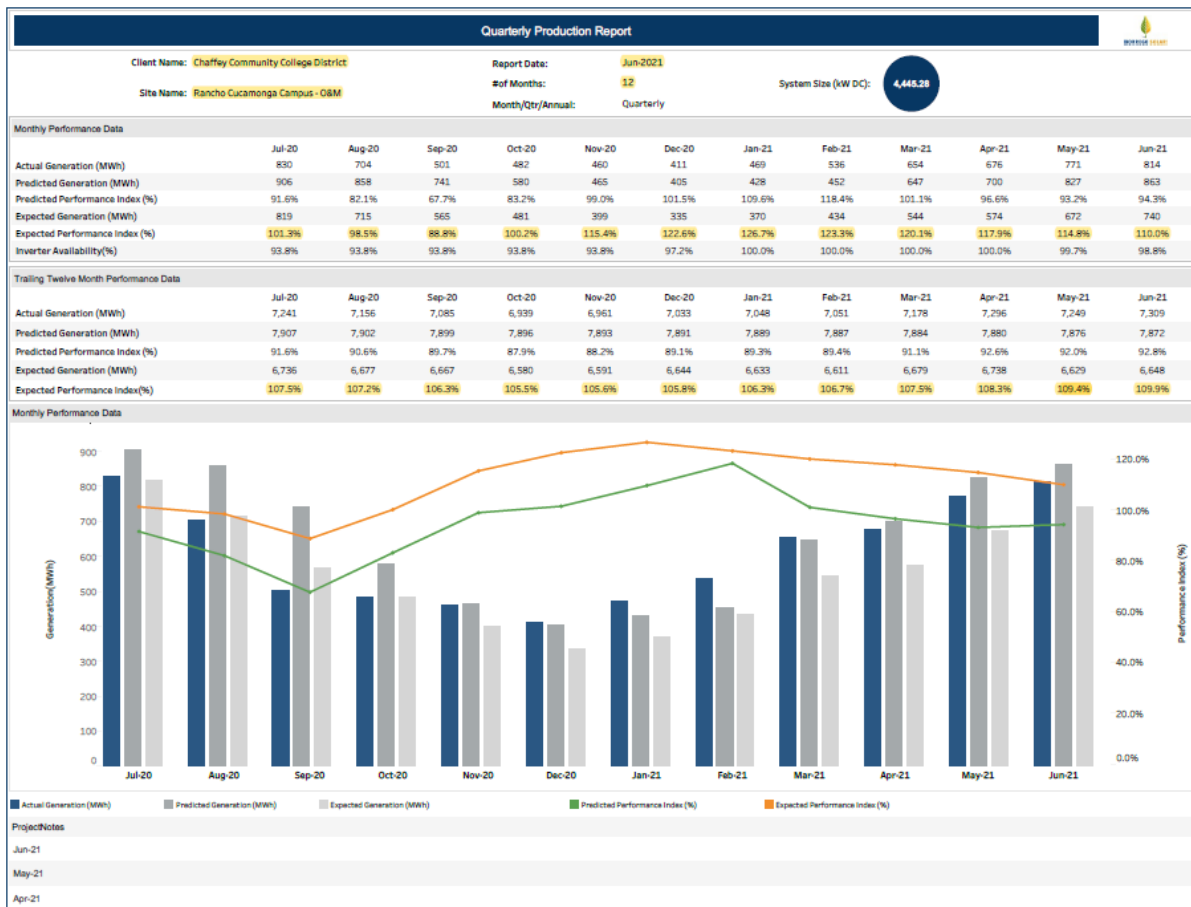 Quarterly Production Report
Client Name: Chaffey Community College District Report Date: Jun-2021
#of Months: 12 System Size (kW DC): 4,445.28
Site Name: Rancho Cucamonga Campus - O&M
Month/Qtr/Annual: Quarterly
Monthly Performance Data
Jul-20 Aug-20 Sep-20 Oct-20 Nov-20 Dec-20 Jan-21 Feb-21 Mar-21 Apr-21 May-21 Jun-21
Actual Generation (MWh) 830 704 501 482 460 411 469 536 654 676 771 814
Predicted Generation (MWh) 906 858 741 580 465 405 428 452 647 700 827 863
Predicted Performance Index (%) 91.6% 82.1% 67.7% 83.2% 99.0% 101.5% 109.6% 118.4% 101.1% 96.6% 93.2% 94.3%
Expected Generation (MWh) 819 715 565 481 399 335 370 434 544 574 672 740
Expected Performance Index (%) 101.3% 98.5% 88.8% 100.2% 115.4% 122.6% 126.7% 123.3% 120.1% 117.9% 114.8% 110.0%
Inverter Availability(%) 93.8% 93.8% 93.8% 93.8% 93.8% 97.2% 100.0% 100.0% 100.0% 100.0% 99.7% 98.8%
Trailing Twelve Month Performance Data
Jul-20 Aug-20 Sep-20 Oct-20 Nov-20 Dec-20 Jan-21 Feb-21 Mar-21 Apr-21 May-21 Jun-21
Actual Generation (MWh) 7,241 7,156 7,085 6,939 6,961 7,033 7,048 7,051 7,178 7,296 7,249 7,309
Predicted Generation (MWh) 7,907 7,902 7,899 7,896 7,893 7,891 7,889 7,887 7,884 7,880 7,876 7,872
Predicted Performance Index (%) 91.6% 90.6% 89.7% 87.9% 88.2% 89.1% 89.3% 89.4% 91.1% 92.6% 92.0% 92.8%
Expected Generation (MWh) 6,736 6,677 6,667 6,580 6,591 6,644 6,633 6,611 6,679 6,738 6,629 6,648
Expected Performance Index(%) 107.5% 107.2% 106.3% 105.5% 105.6% 105.8% 106.3% 106.7% 107.5% 108.3% 109.4% 109.9%
Monthly Performance Data
900
800
700
600
500
400
300
200
100
0
Generation(MWh)
120.0%
100.0%
80.0%
60.0%
40.0%
20.0%
0.0%
Performance Index (%)
Jul-20 Aug-20 Sep-20 Oct-20 Nov-20 Dec-20 Jan-21 Feb-21 Mar-21 Apr-21 May-21 Jun-21
Actual Generation (MWh) Predicted Generation (MWh) Expected Generation (MWh) Predicted Performance Index (%) Expected Performance Index (%)
ProjectNotes
Jun-21
May-21
Apr-21